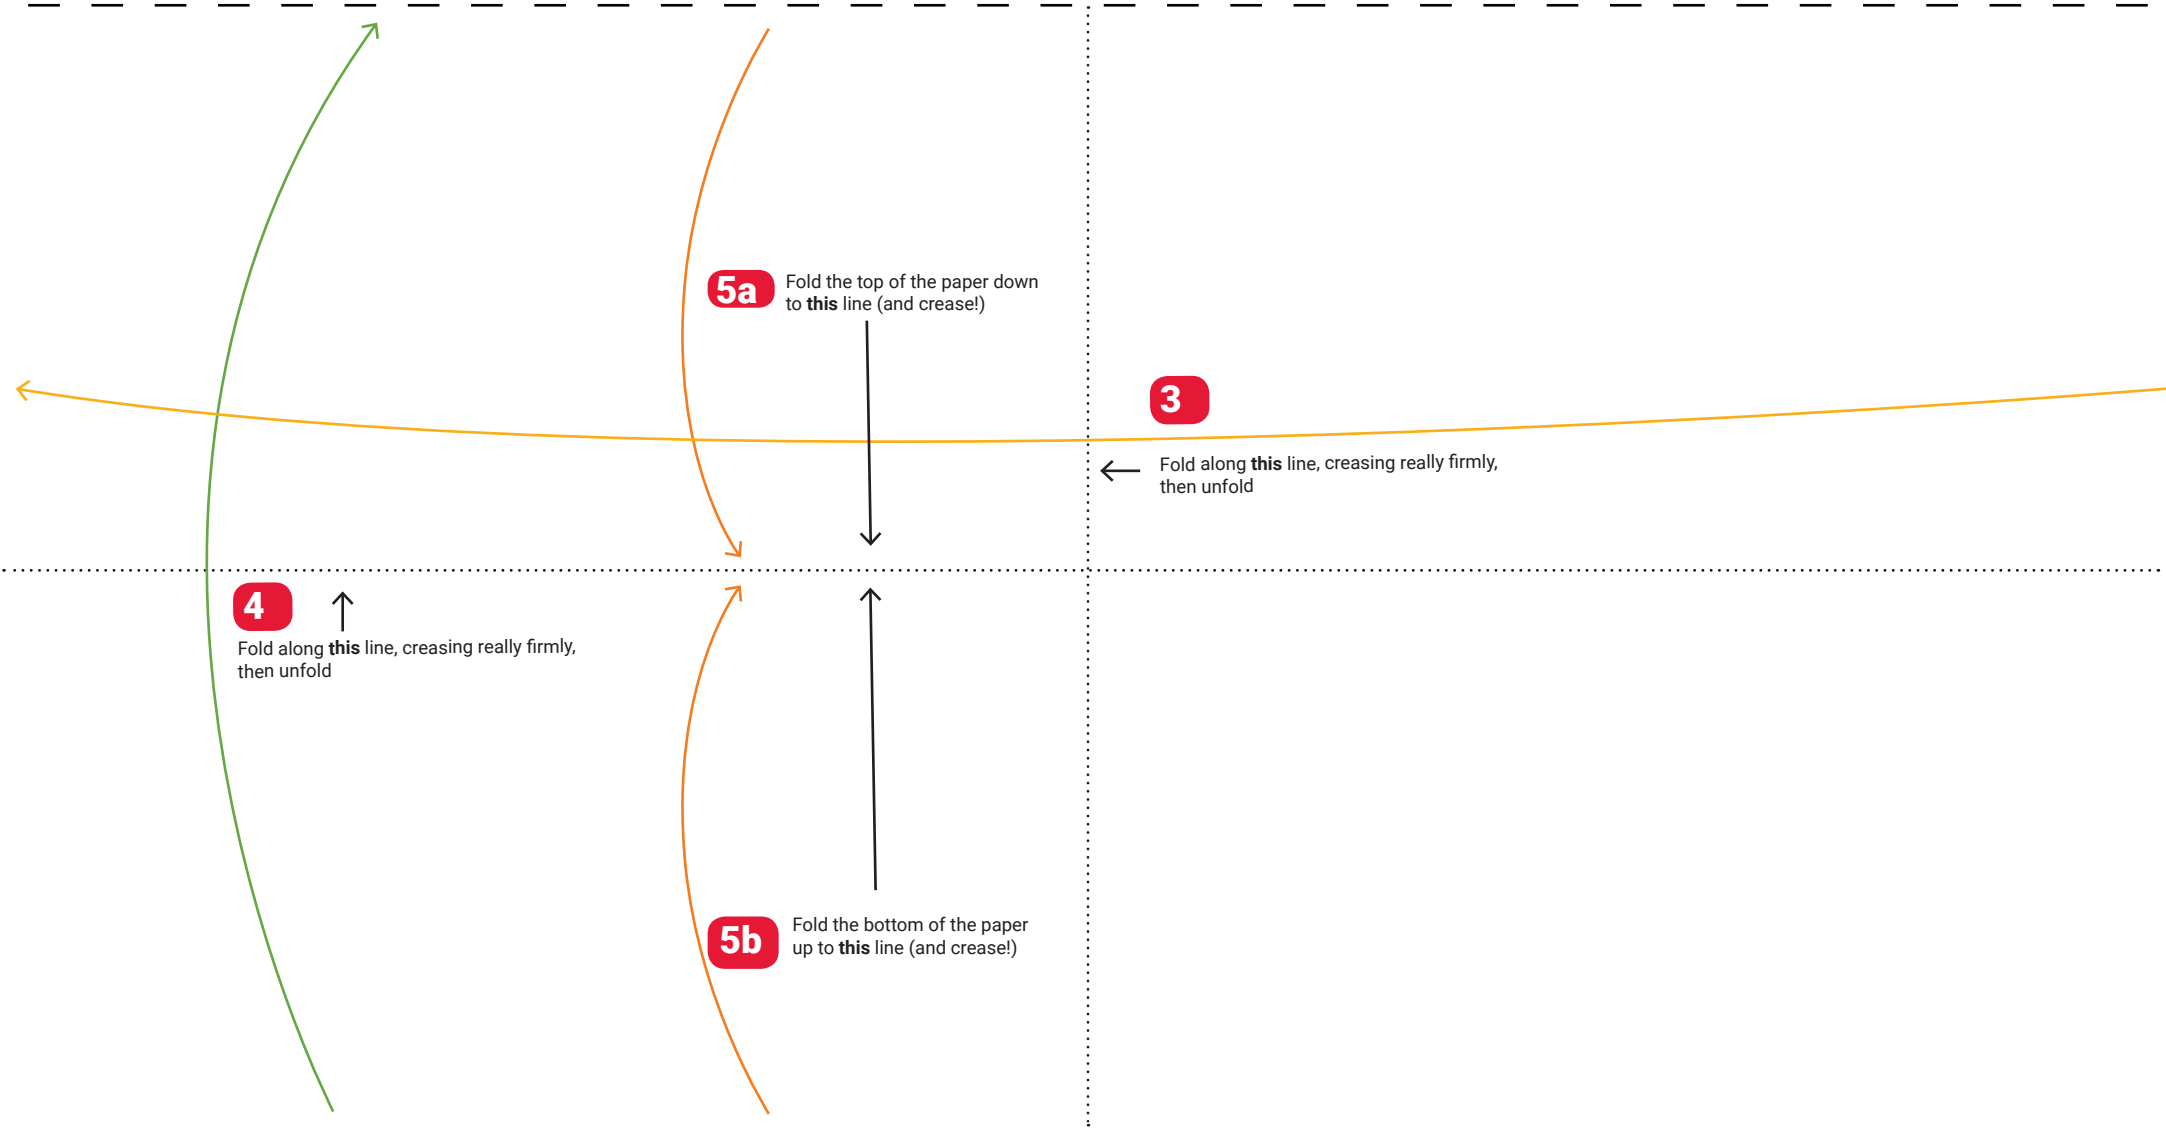 5a
Fold the top of the paper down
to this line (and crease!)
3
Fold along this line, creasing really firmly,
then unfold
4
Fold along this line, creasing really firmly,
then unfold
5b
Fold the bottom of the paper
up to this line (and crease!)